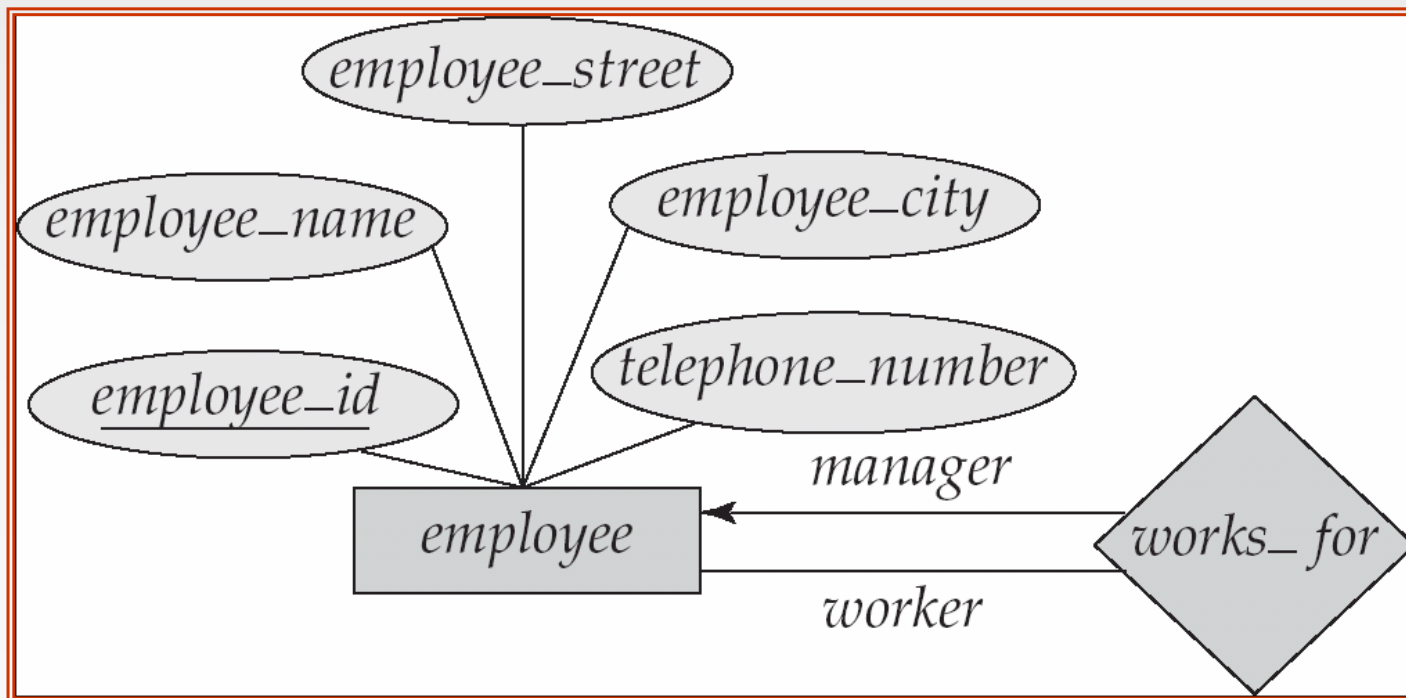 employee_street
employee_name
employee_city
employee_id
telephone_number
manager
employee
works_ for
worker